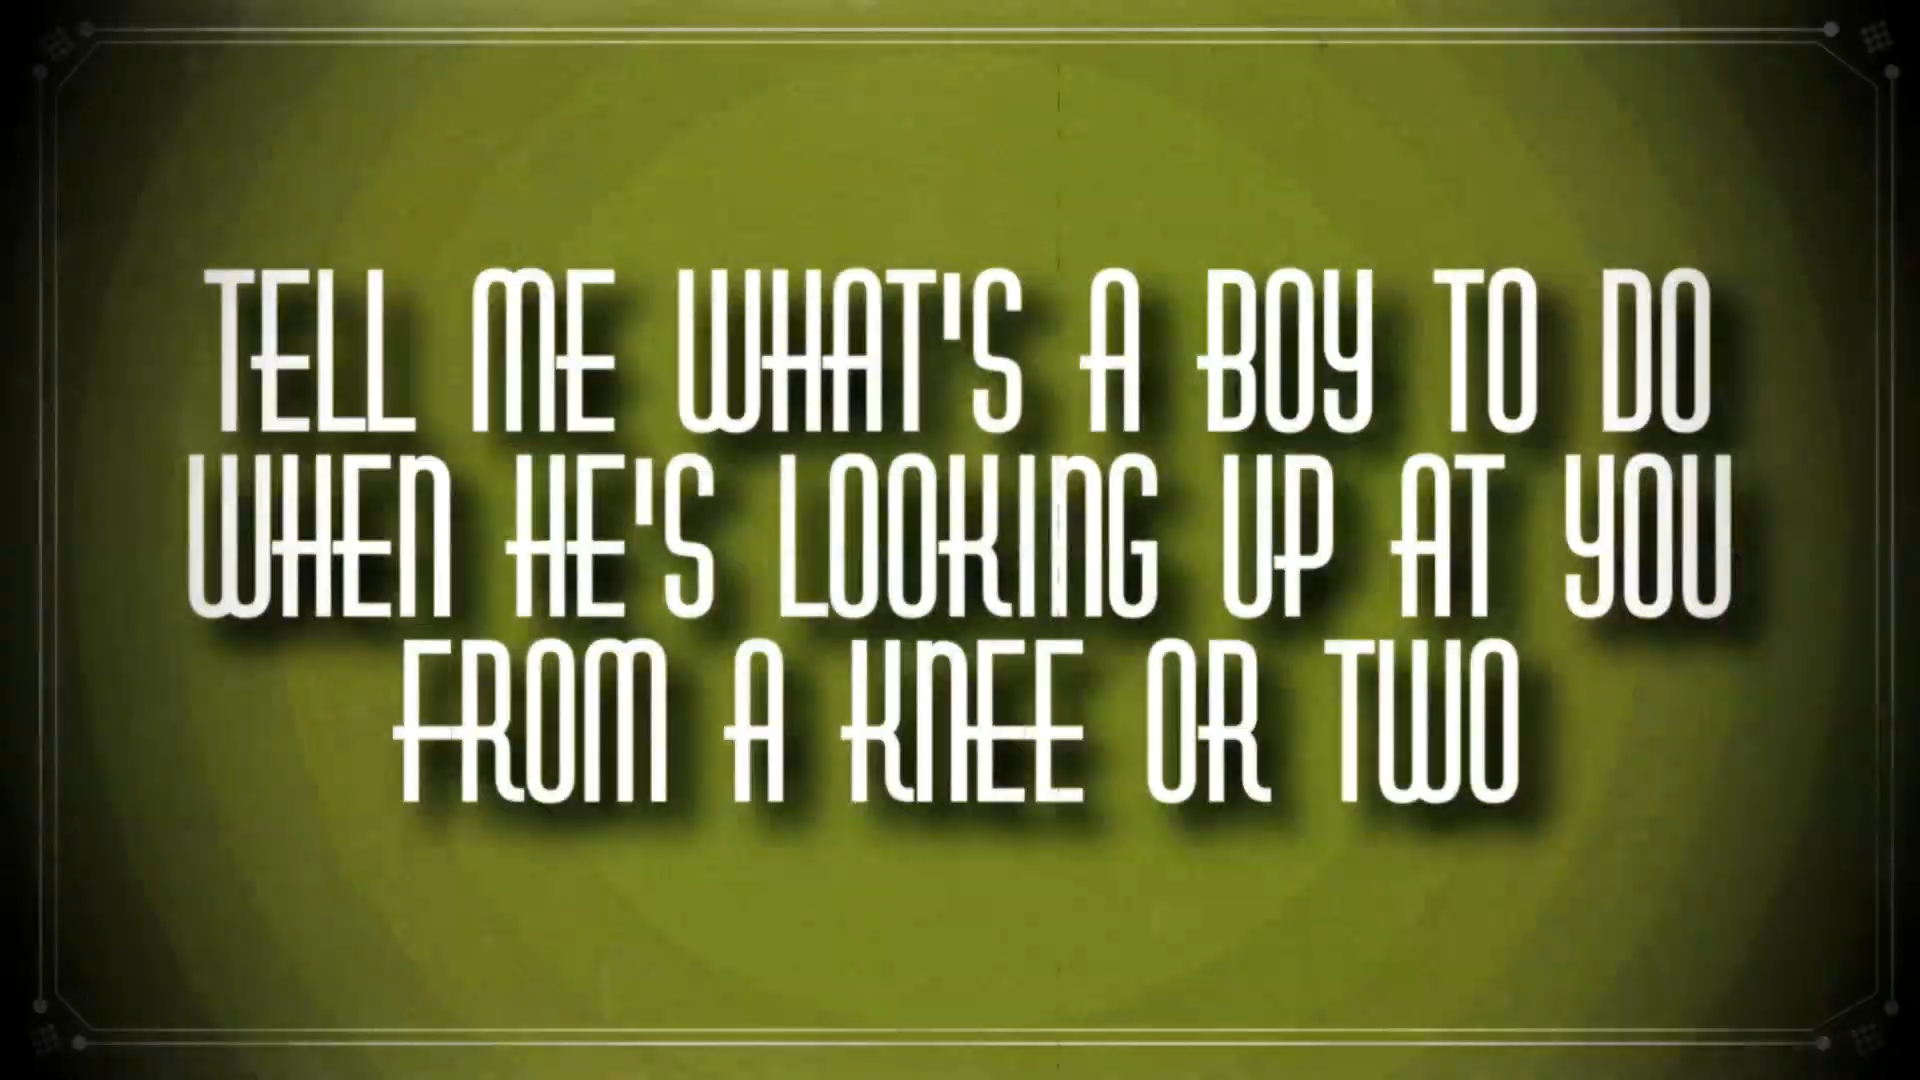 TELL ME WHAT'S A BOY TO DO
WHEN HE'S LOOKING UP AT YOU
FROM A KNEE OR TWO